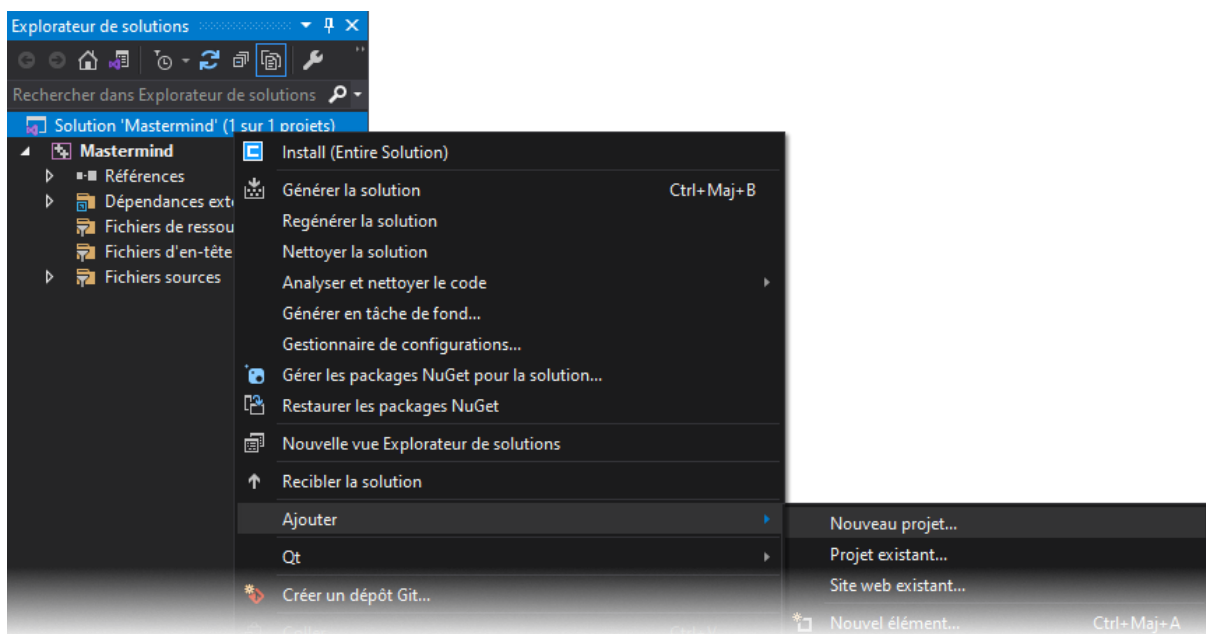 Explorateur de solutions
Rechercher dans Explorateur de solutions
Solution 'Mastermind' (1 sur 1 projets)
Mastermind
Références
Dépendances exte
Fichiers de ressou
Fichiers d'en-tête
Fichiers sources
Install (Entire Solution)
Générer la solution Ctrl+Maj+B
Regénérer la solution
Nettoyer la solution
Analyser et nettoyer le code
Générer en tâche de fond...
Gestionnaire de configurations...
Gérer les packages NuGet pour la solution...
Restaurer les packages NuGet
Nouvelle vue Explorateur de solutions
Recibler la solution
Ajouter
Qt
Créer un dépôt Git...
Nouveau projet...
Projet existant...
Site web existant...
Nouvel élément... Ctrl+Maj+A